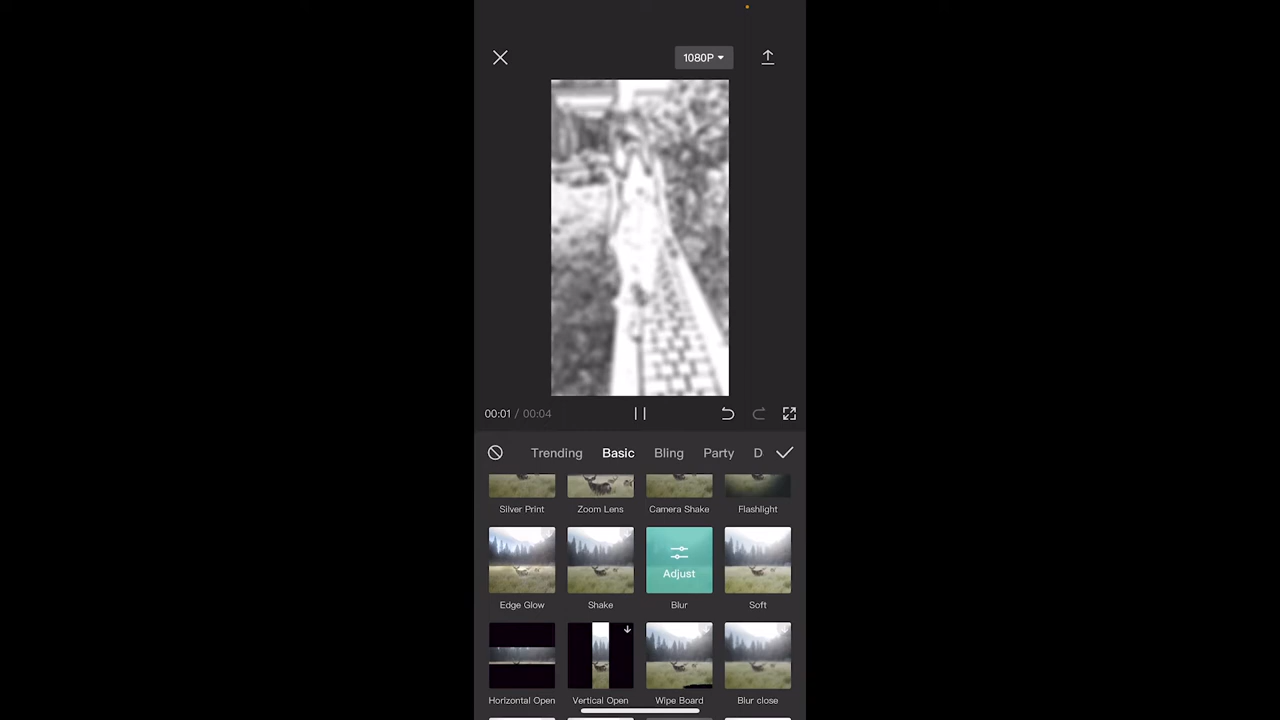 1080P
00:01 / 00:04
Trending Basic Bling Party D
Silver Print Zoom Lens Camera Shake Flashlight
Adjust
Edge Glow Shake Blur Soft
Horizontal Open Vertical Open Wipe Board Blur close